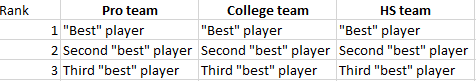 Rank Pro team College team HS team
1 "Best" player "Best" player "Best" player
2 Second "best" player Second "best" player Second "best" player
3 Third "best" player Third "best" player Third "best" player